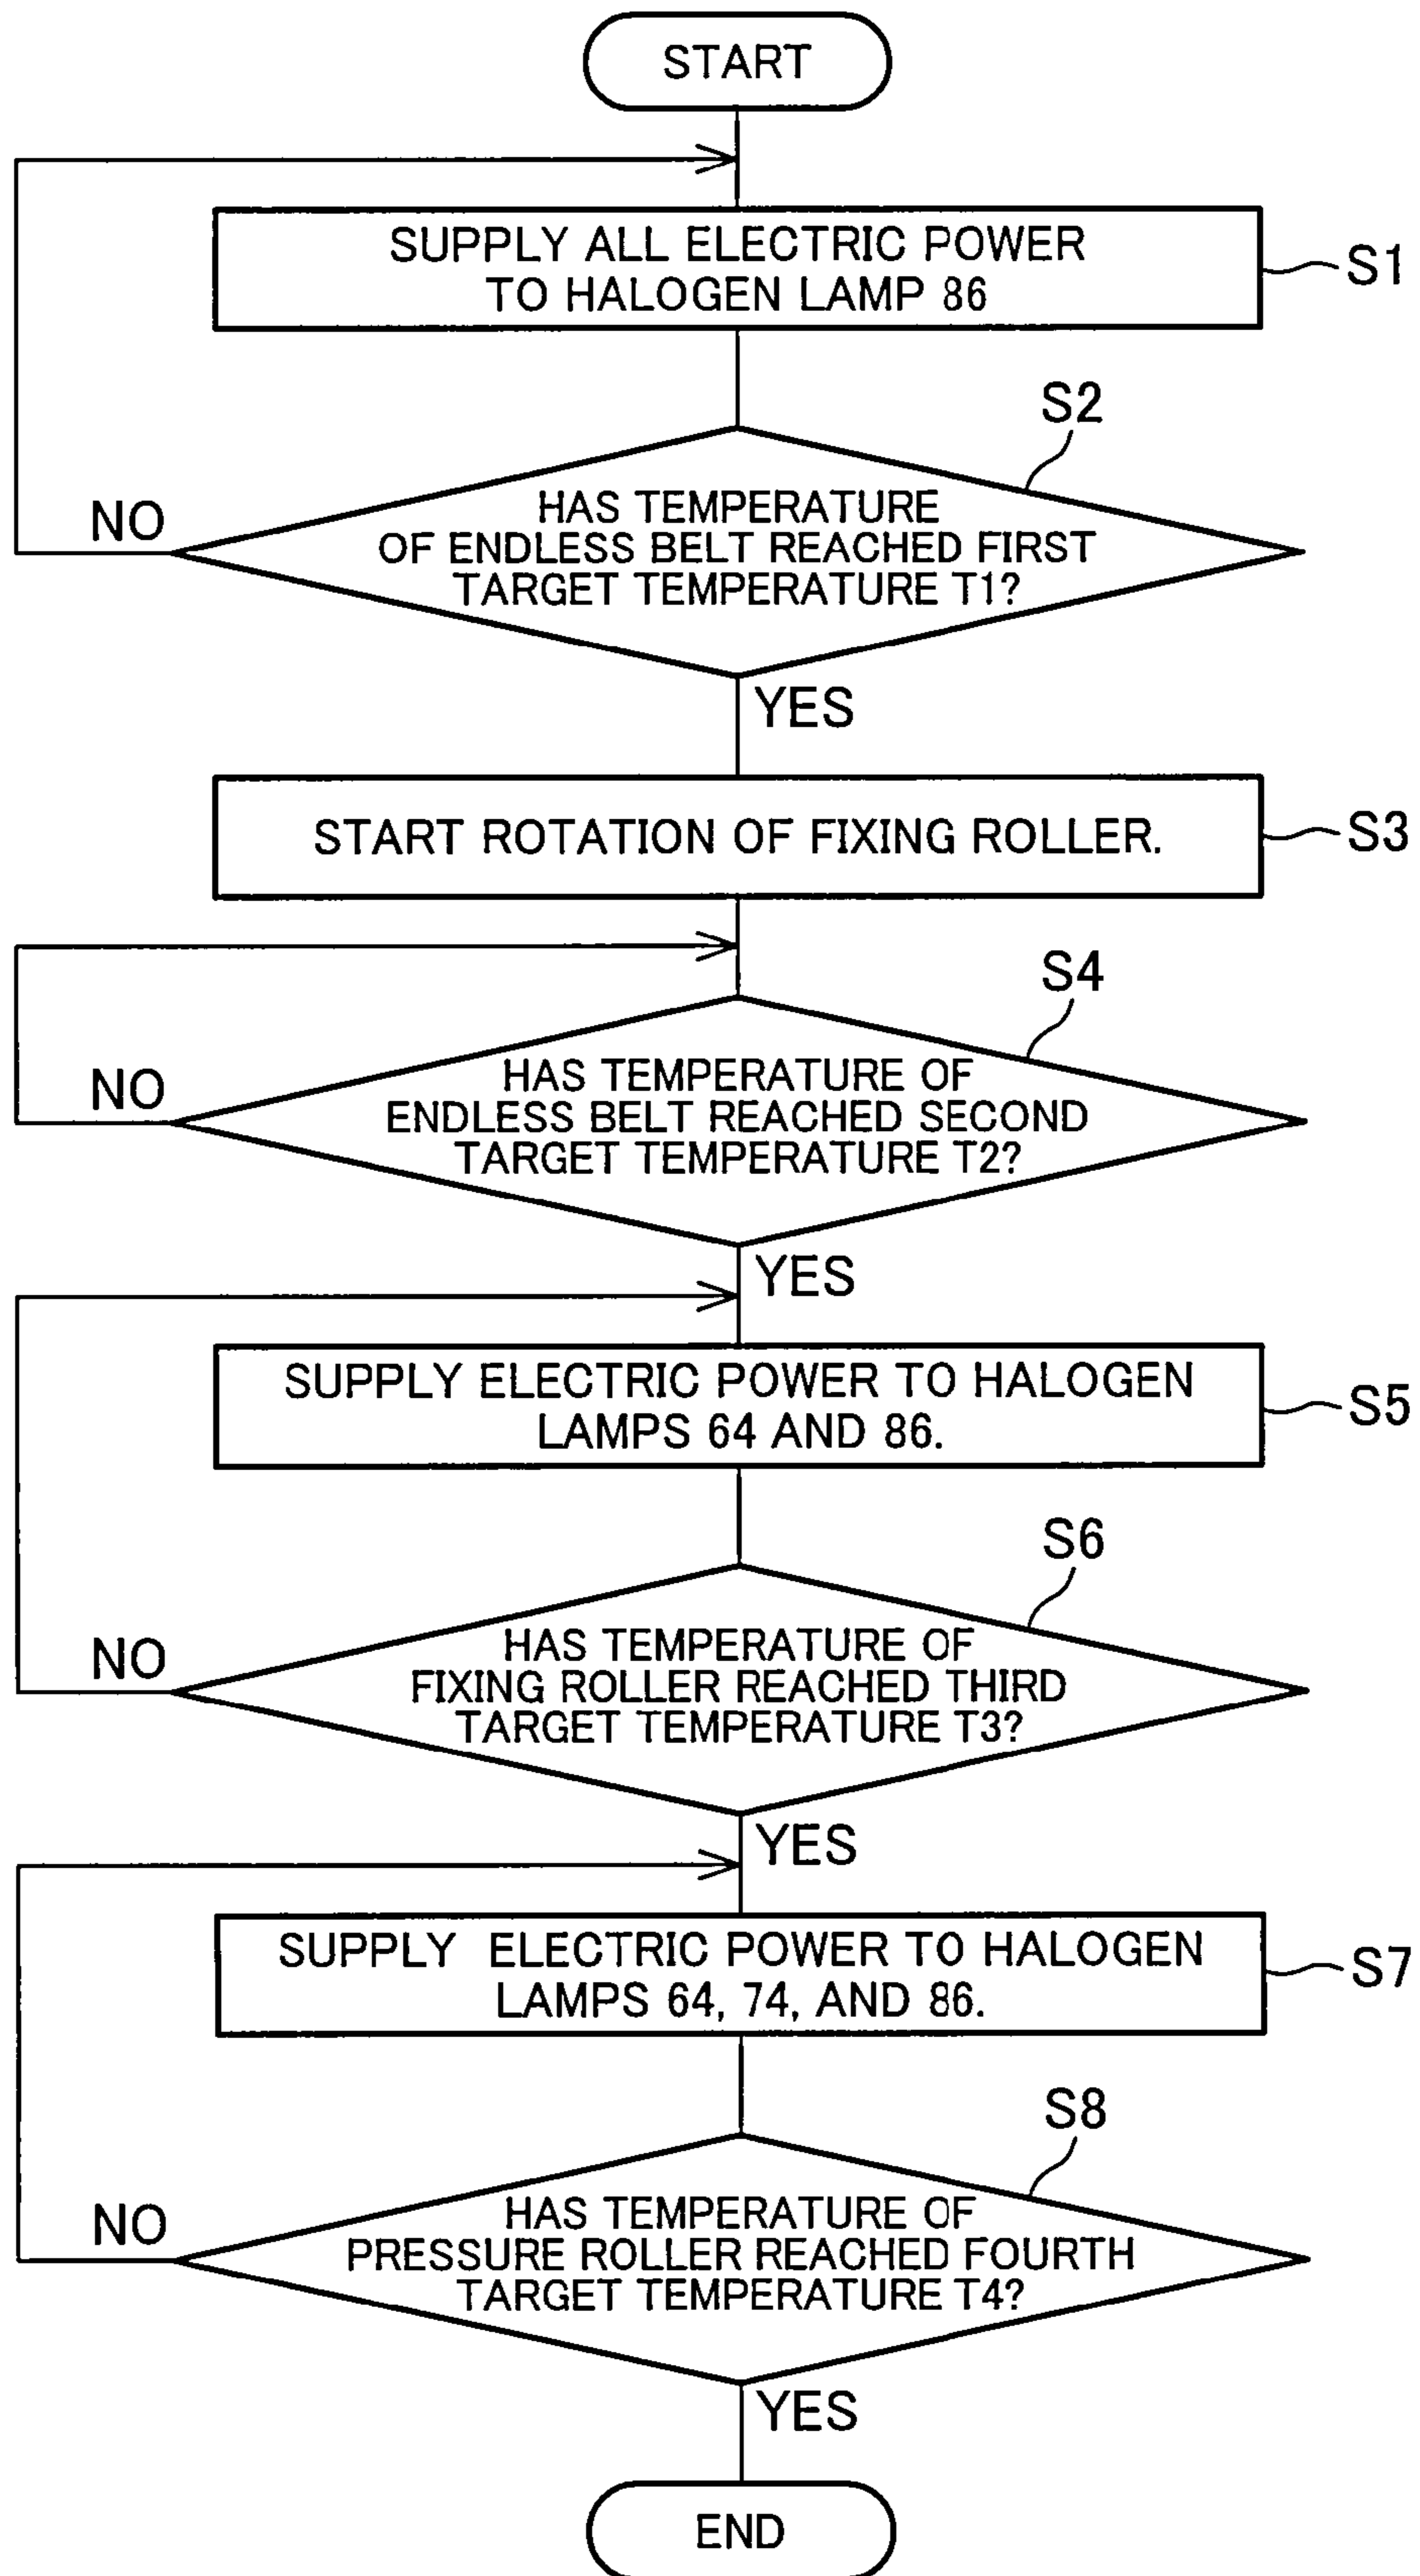 START
SUPPLY ALL ELECTRIC POWER
TO HALOGEN LAMP 86
S1
S2
HAS TEMPERATURE
OF ENDLESS BELT REACHED FIRST
TARGET TEMPERATURE T1?
NO
YES
START ROTATION OF FIXING ROLLER.
S3
S4
HAS TEMPERATURE OF
ENDLESS BELT REACHED SECOND
TARGET TEMPERATURE T2?
NO
YES
SUPPLY ELECTRIC POWER TO HALOGEN
LAMPS 64 AND 86.
S5
S6
HAS TEMPERATURE OF
FIXING ROLLER REACHED THIRD
TARGET TEMPERATURE T3?
NO
YES
SUPPLY ELECTRIC POWER TO HALOGEN
LAMPS 64, 74, AND 86.
S7
S8
HAS TEMPERATURE OF
PRESSURE ROLLER REACHED FOURTH
TARGET TEMPERATURE T4?
NO
YES
END